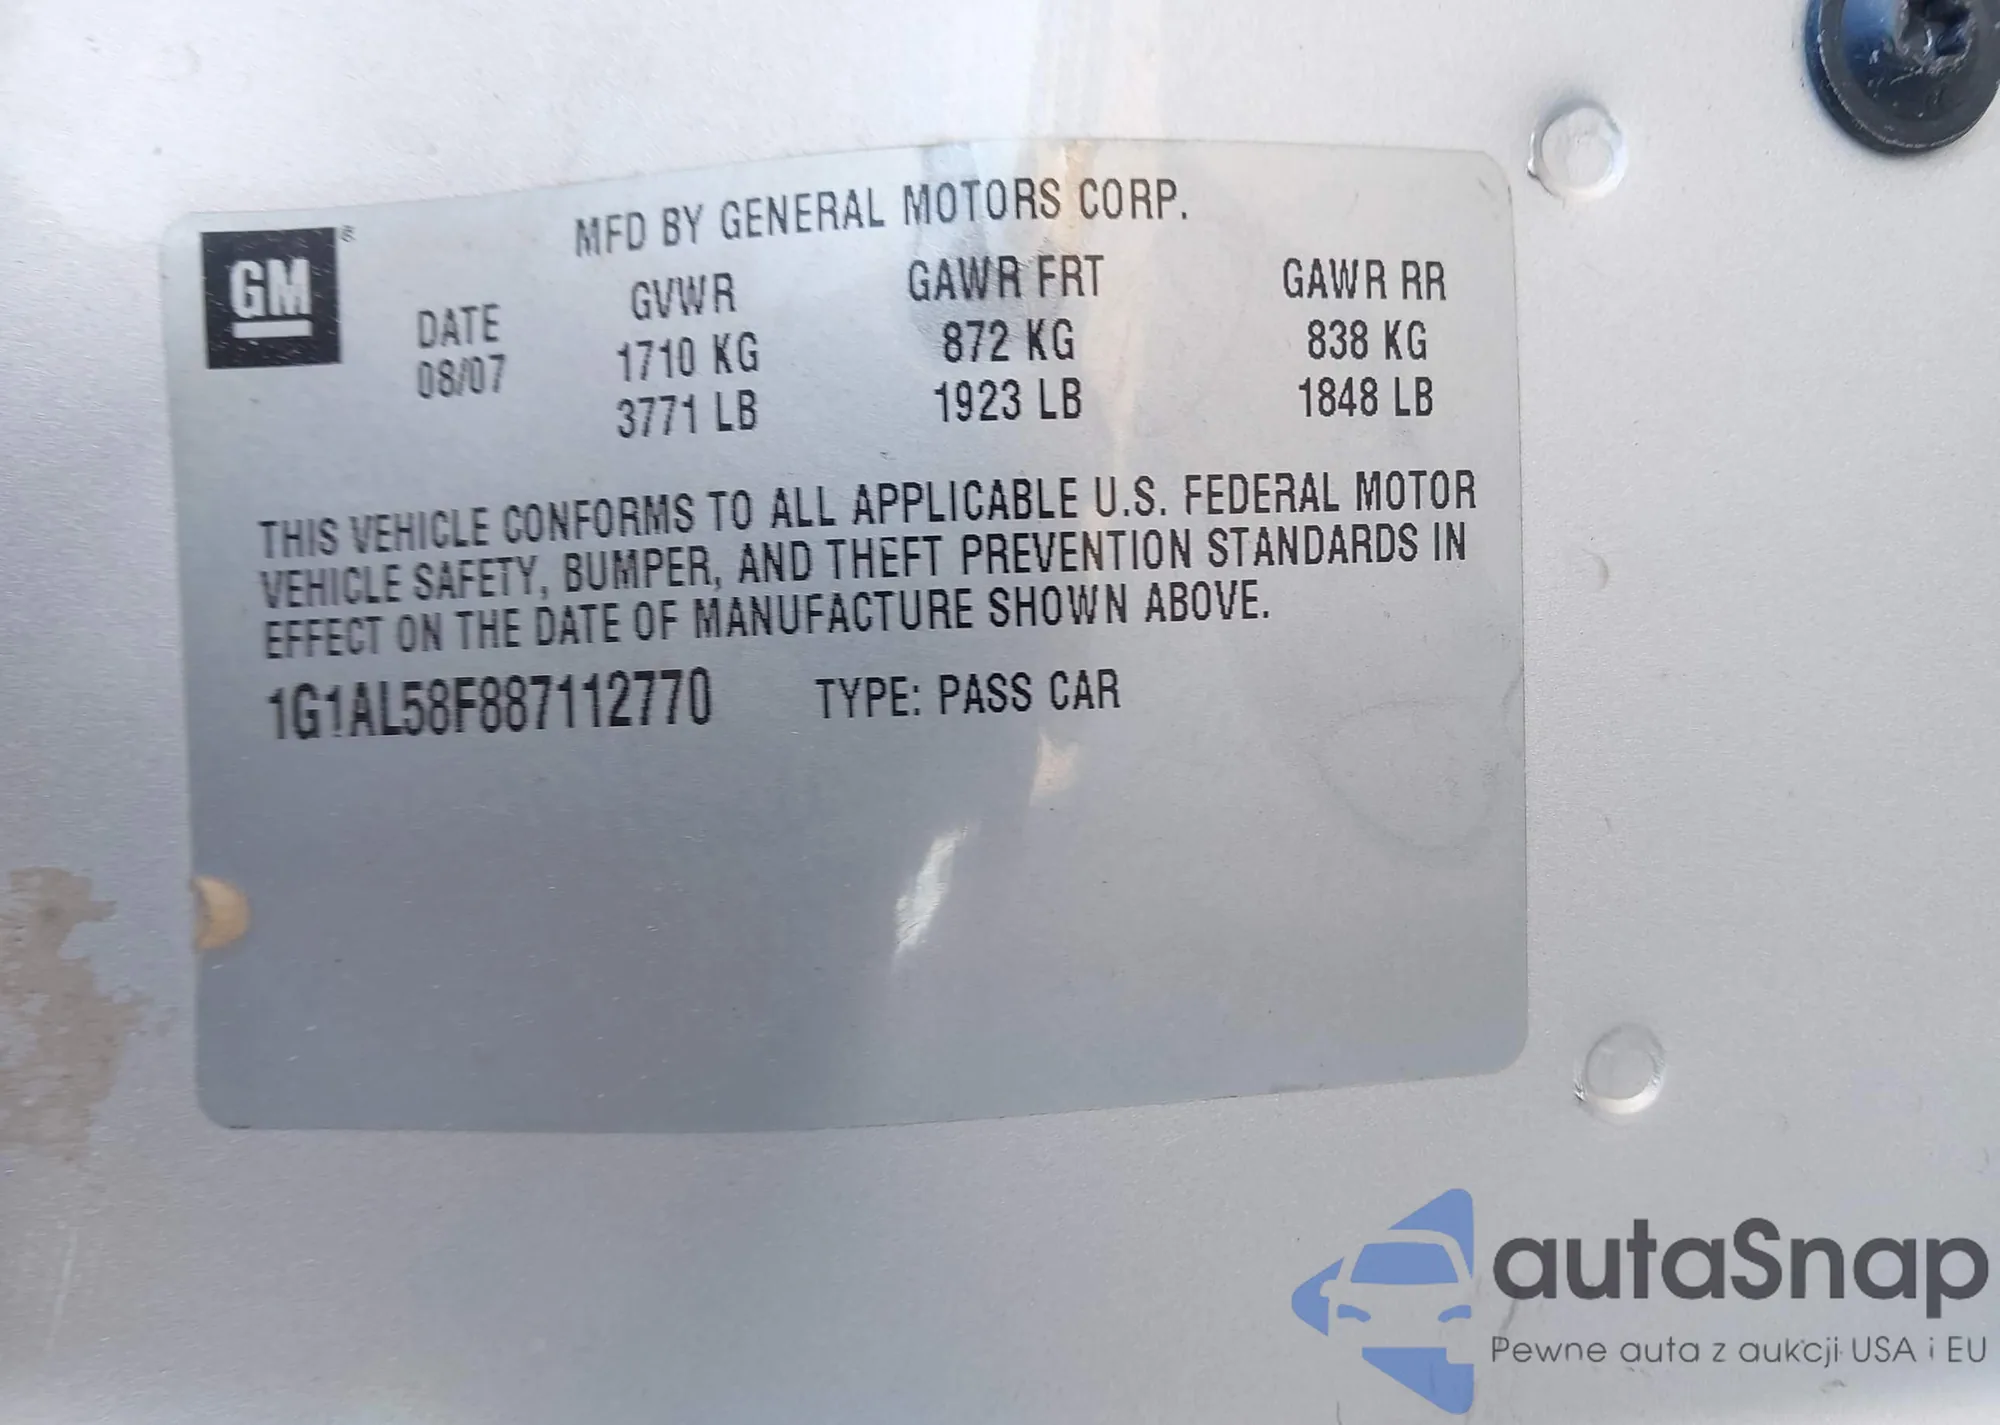 MFD BY GENERAL MOTORS CORP.
GM ®
DATE GVWR GAWR FRT GAWR RR
08/07 1710 KG 872 KG 838 KG
3771 LB 1923 LB 1848 LB
THIS VEHICLE CONFORMS TO ALL APPLICABLE U.S. FEDERAL MOTOR
VEHICLE SAFETY, BUMPER, AND THEFT PREVENTION STANDARDS IN
EFFECT ON THE DATE OF MANUFACTURE SHOWN ABOVE.
1G1AL58F887112770 TYPE: PASS CAR
autaSnap
Pewne auta z aukcji USA i EU